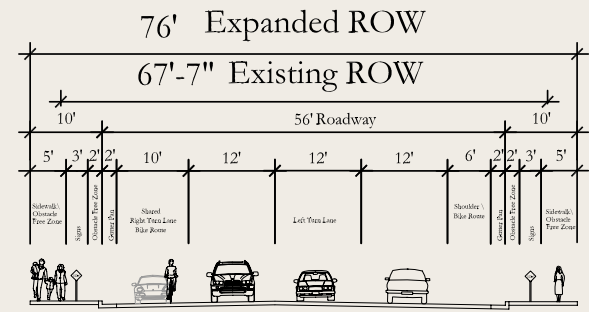 76' Expanded ROW
67'-7" Existing ROW
10' 56' Roadway 10'
5' 3' 2' 2' 10' 12' 12' 12' 6' 2' 2' 3' 5'
Sidewalk\
Obstacle
Free Zone
Signs
Obstacle Free Zone
Gutter Pan
Shared
Right Turn Lane
Bike Route
Left Turn Lane
Shoulder \
Bike Route
Gutter Pan
Obstacle Free Zone
Signs
Sidewalk\
Obstacle
Free Zone